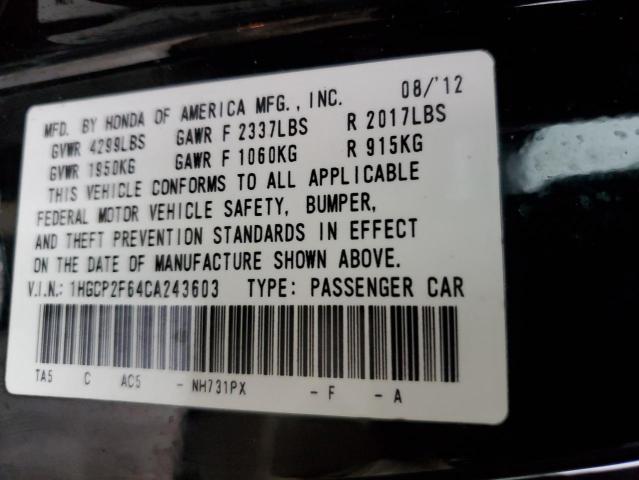 MFD. BY HONDA OF AMERICA MFG., INC. 08/'12
GVWR 4299LBS GAWR F 2337LBS R 2017LBS
GVWR 1950KG GAWR F 1060KG R 915KG
THIS VEHICLE CONFORMS TO ALL APPLICABLE
FEDERAL MOTOR VEHICLE SAFETY, BUMPER,
AND THEFT PREVENTION STANDARDS IN EFFECT
ON THE DATE OF MANUFACTURE SHOWN ABOVE.
V.I.N.: 1HGCP2F64CA243603 TYPE: PASSENGER CAR
TA5 C AC5 - NH731PX - F - A